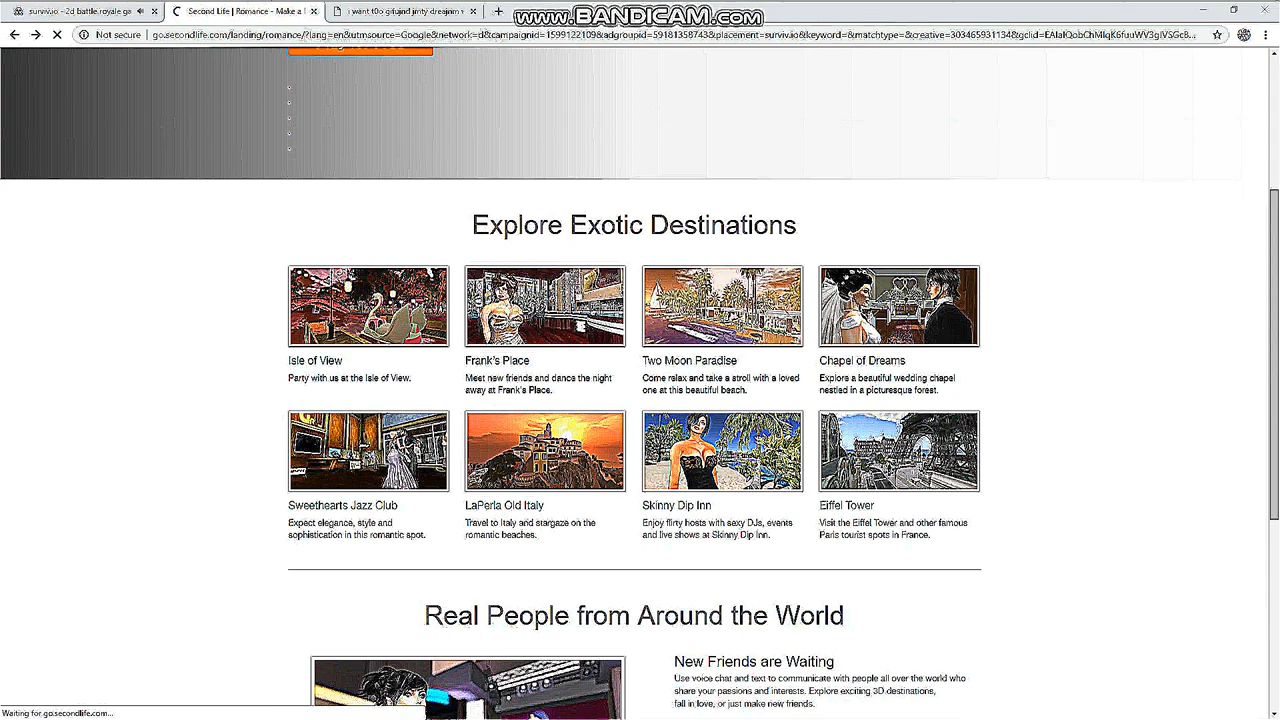 www.BANDICAM.com
Second Life | Romance - Make a l
Not secure
Explore Exotic Destinations
Isle of View
Party with us at the Isle of View.
Frank's Place
Meet new friends and dance the night
away at Frank's Place.
Two Moon Paradise
Come relax and take a stroll with a loved
one at this beautiful beach.
Chapel of Dreams
Explore a beautiful wedding chapel
nestled in a picturesque forest.
Sweethearts Jazz Club
Expect elegance, style and
sophistication in this romantic spot.
LaPerla Old Italy
Travel to Italy and stargaze on the
romantic beaches.
Skinny Dip Inn
Enjoy flirty hosts with sexy DJs, events
and live shows at Skinny Dip Inn.
Eiffel Tower
Visit the Eiffel Tower and other famous
Paris tourist spots in France.
Real People from Around the World
New Friends are Waiting
Use voice chat and text to communicate with people all over the world who
share your passions and interests. Explore exciting 3D destinations,
fall in love, or just make new friends.
Waiting for go.secondlife.com...